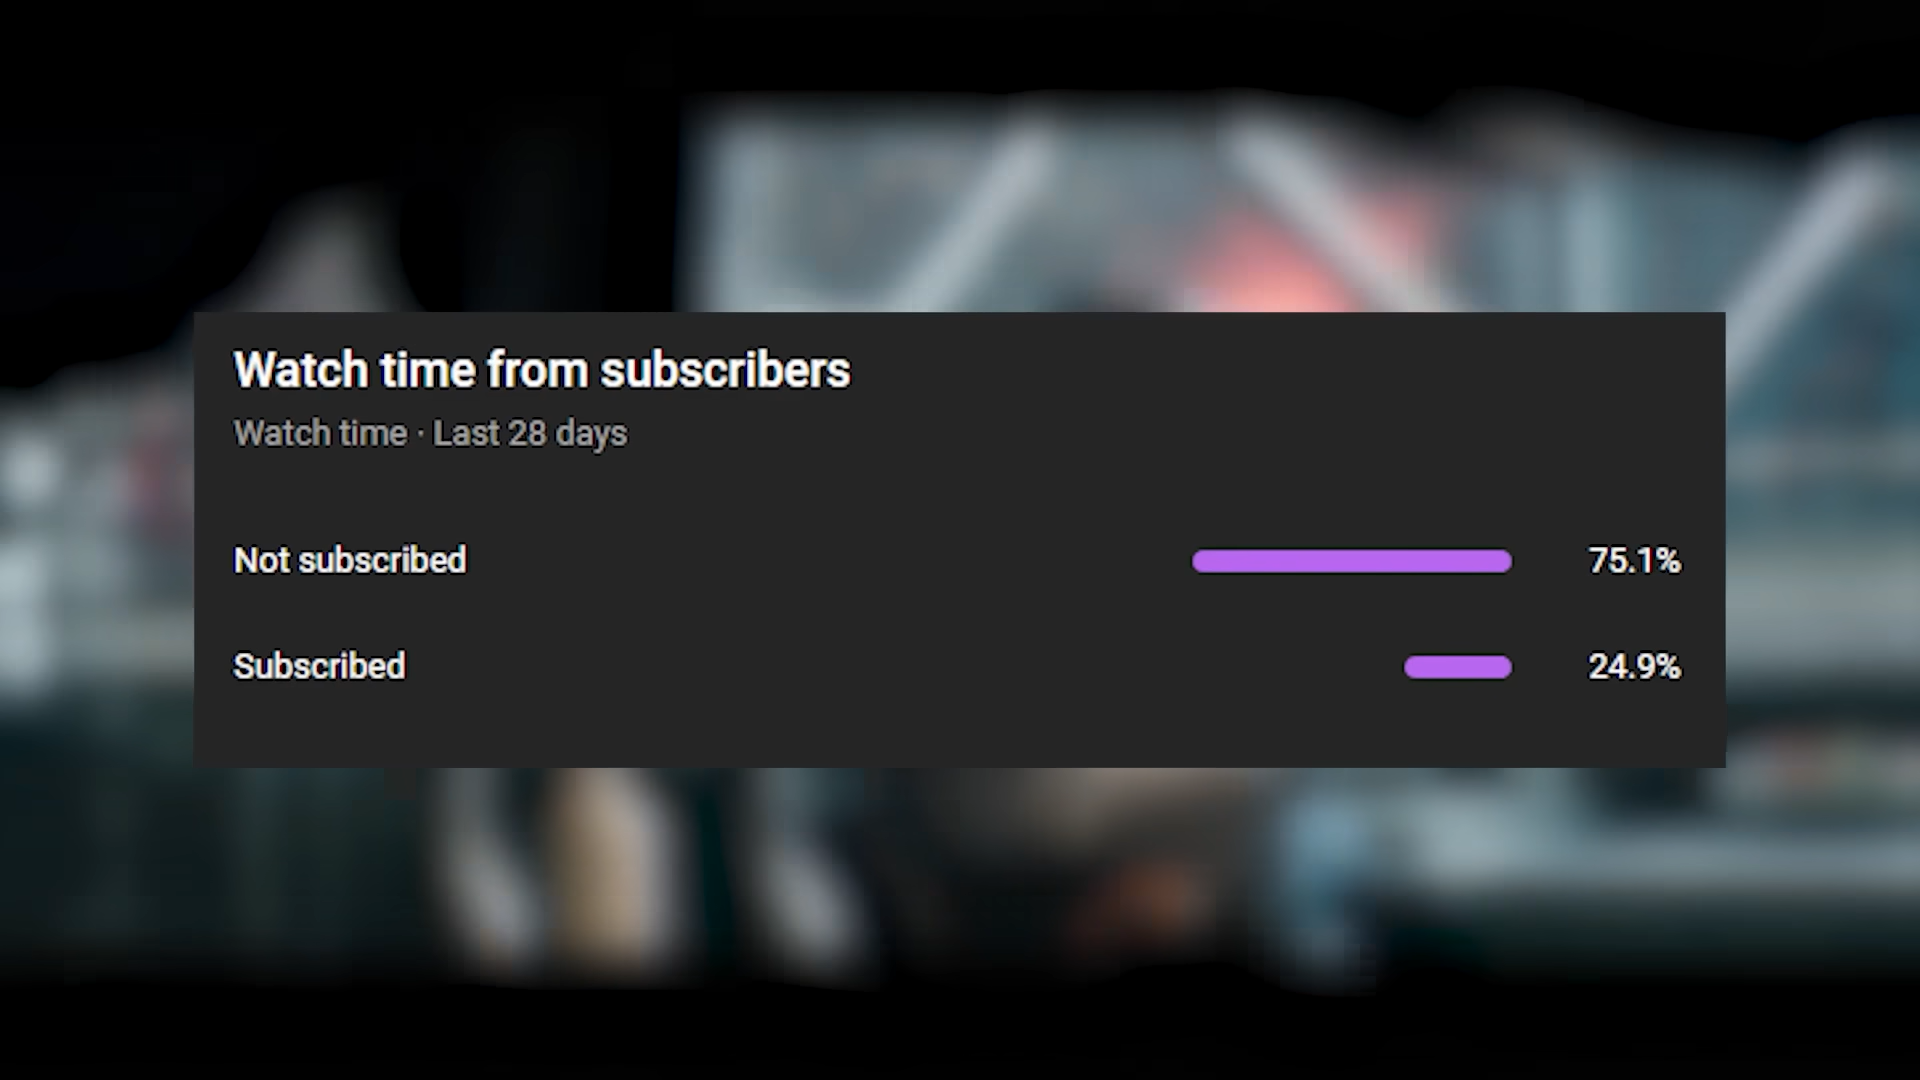 Watch time from subscribers
Watch time · Last 28 days
Not subscribed 75.1%
Subscribed 24.9%